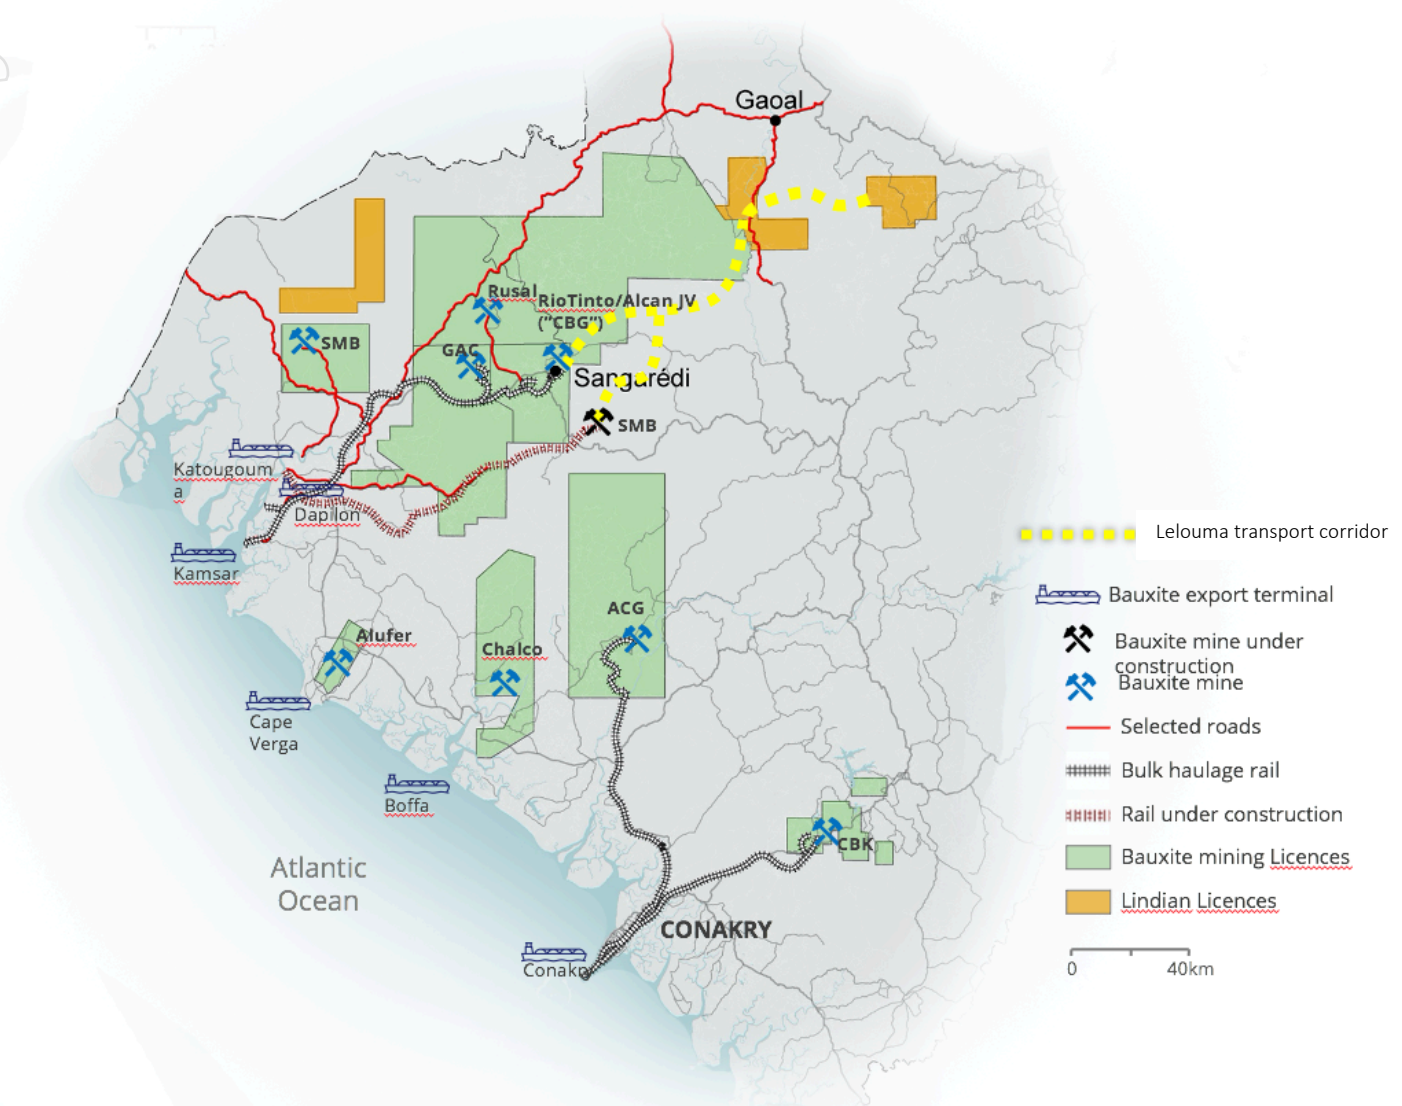 Gaoal
Rusal
RioTinto/Alcan JV
("CBG")
SMB
GAC
Sangarédi
SMB
Katougoum
a
Dapilon
Kamsar
ACG
Alufer
Chalco
Cape
Verga
Boffa
CBK
Atlantic
Ocean
CONAKRY
Conakr
Lelouma transport corridor
Bauxite export terminal
Bauxite mine under
construction
Bauxite mine
Selected roads
Bulk haulage rail
Rail under construction
Bauxite mining Licences
Lindian Licences
0 40km